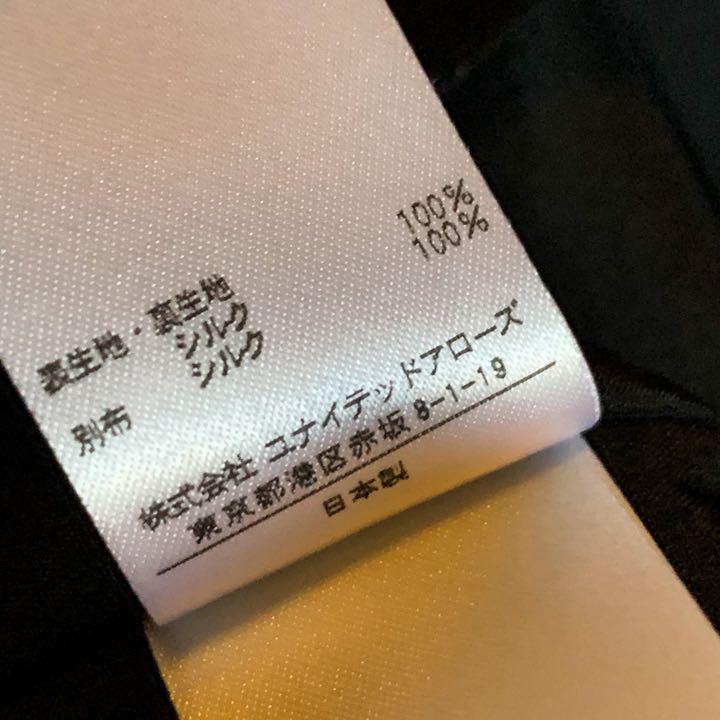 表生地・裏生地
シルク 100%
別布 シルク 100%
株式会社 ユナイテッドアローズ
東京都港区赤坂 8-1-19
日本製